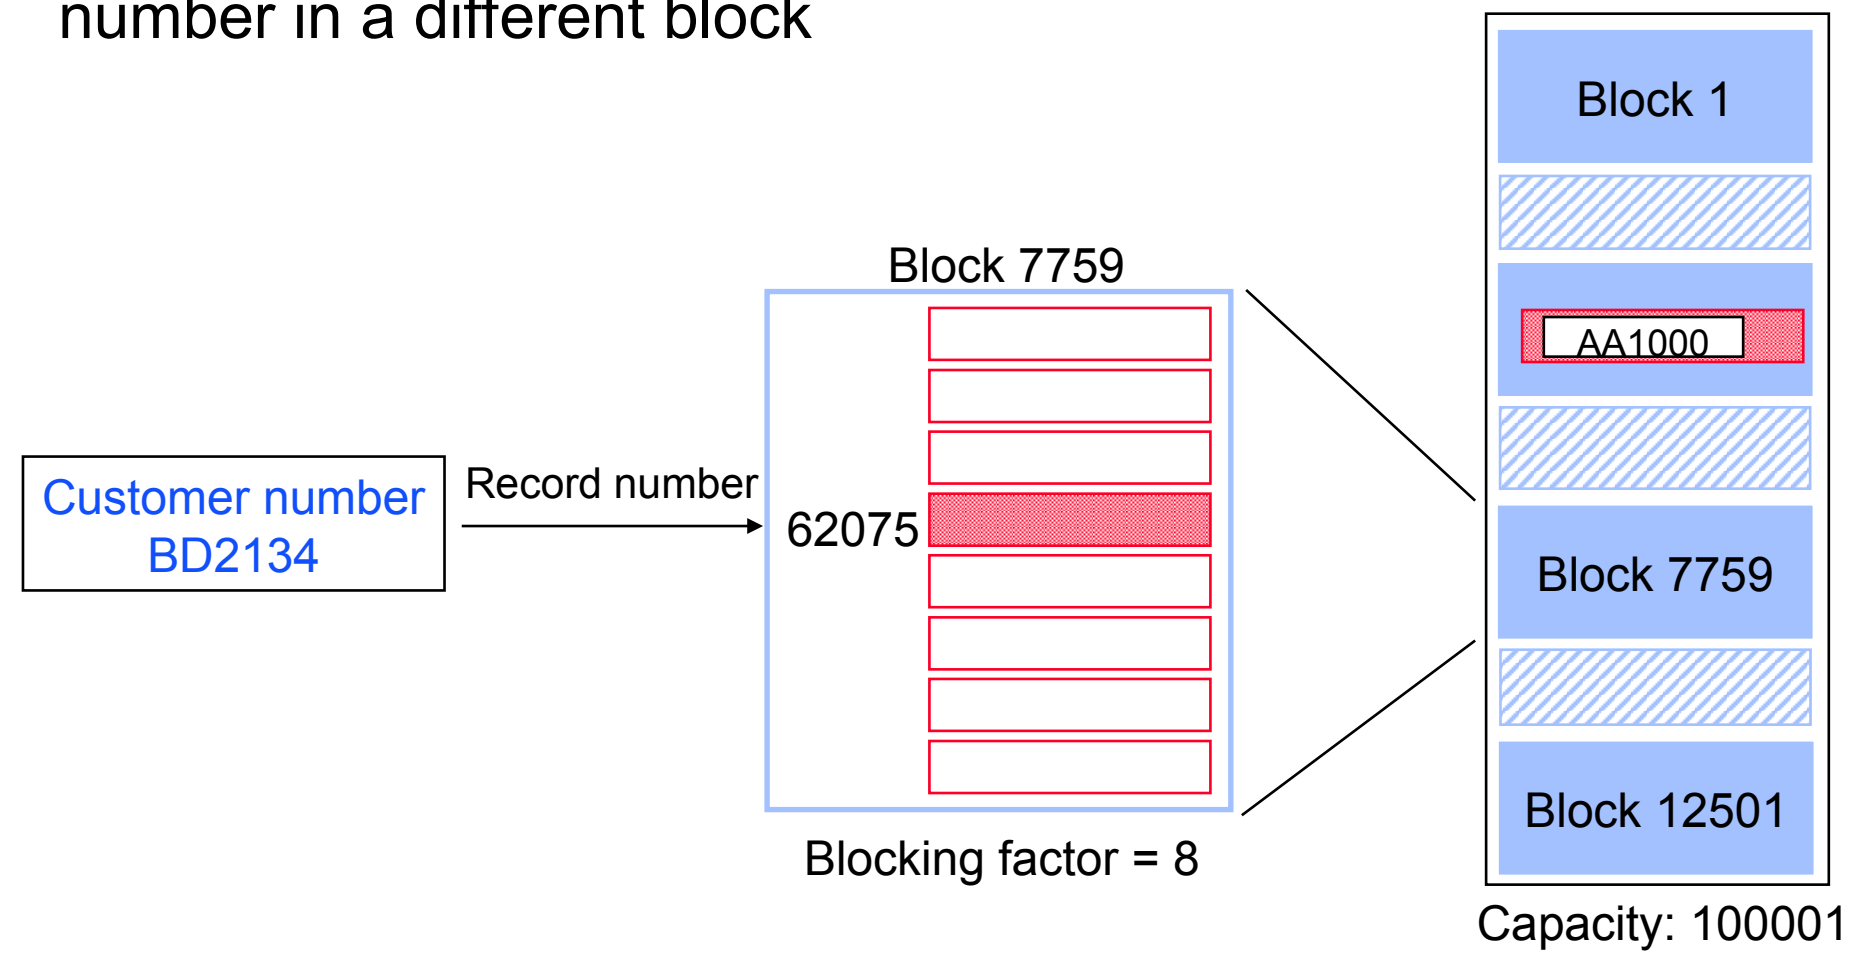 number in a different block
Block 1
Block 7759
AA1000
Customer number
BD2134
Record number
62075
Block 7759
Block 12501
Blocking factor = 8
Capacity: 100001